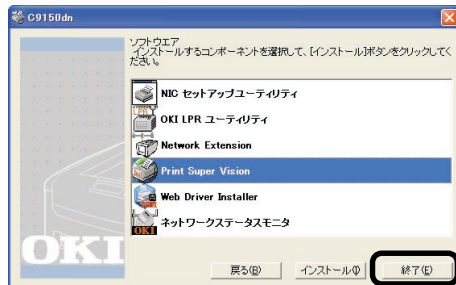 C9150dn
ソフトウエア
インストールするコンポーネントを選択して、[インストール]ボタンをクリックしてく
ださい。
NIC セットアップユーティリティ
OKI LPR ユーティリティ
Network Extension
Print Super Vision
Web Driver Installer
ネットワークステータスモニタ
OKI
戻る(B)
インストール(I)
終了(E)